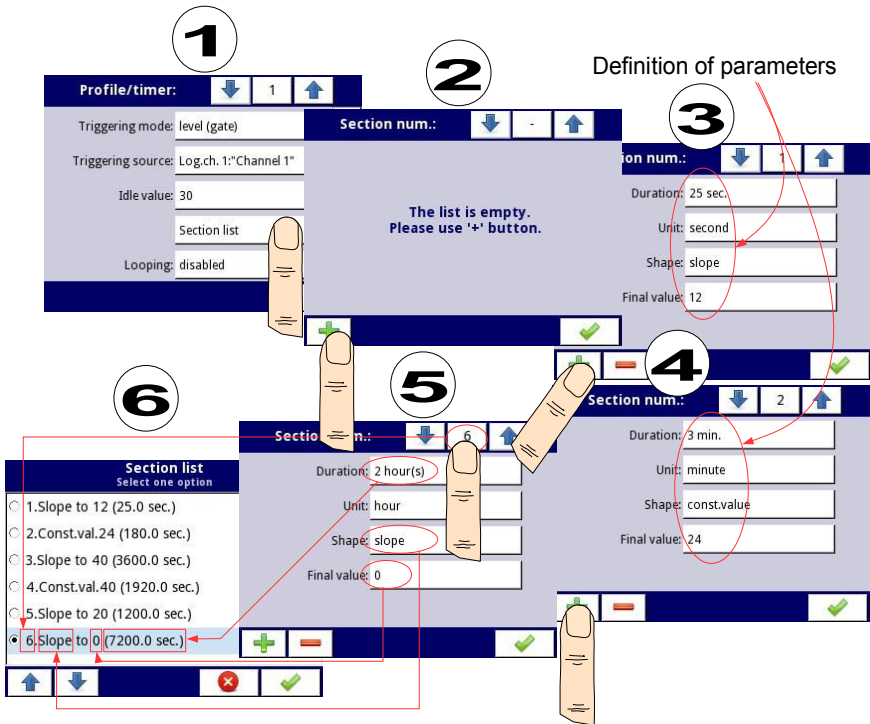 1
Profile/timer:
1
Triggering mode:
level (gate)
Triggering source:
Log.ch. 1:"Channel 1"
Idle value:
30
Section list
Looping:
disabled
2
Section num.:
-
The list is empty.
Please use '+' button.
Definition of parameters
3
ion num.:
1
Duration:
25 sec.
Unit:
second
Shape:
slope
Final value:
12
4
Section num.:
2
Duration:
3 min.
Unit:
minute
Shape:
const.value
Final value:
24
5
6
Duration:
2 hour(s)
Unit:
hour
Shape:
slope
Final value:
0
6
Section list
Select one option
1.Slope to 12 (25.0 sec.)
2.Const.val.24 (180.0 sec.)
3.Slope to 40 (3600.0 sec.)
4.Const.val.40 (1920.0 sec.)
5.Slope to 20 (1200.0 sec.)
6.Slope to 0 (7200.0 sec.)